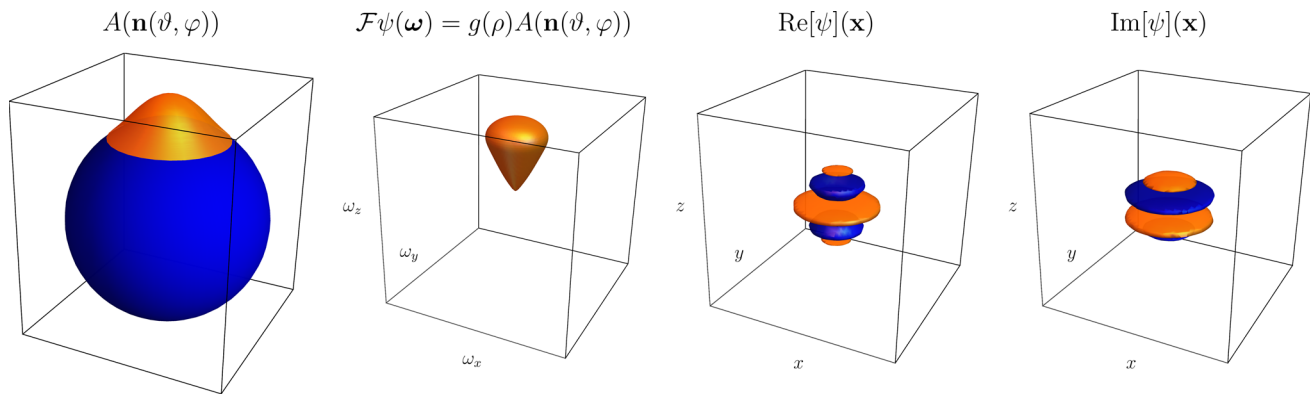 A(n(ϑ, φ))
ℱψ(ω) = g(ρ)A(n(ϑ, φ))
Re[ψ](x)
Im[ψ](x)
ω_z
ω_y
ω_x
z
y
x
z
y
x